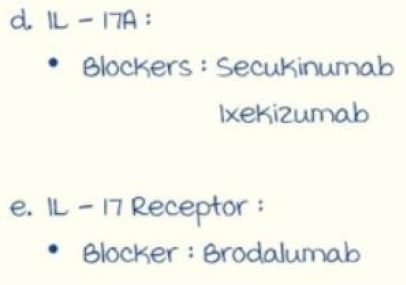 d. IL - 17A :
• Blockers : Secukinumab
Ixekizumab
e. IL - 17 Receptor :
• Blocker : Brodalumab